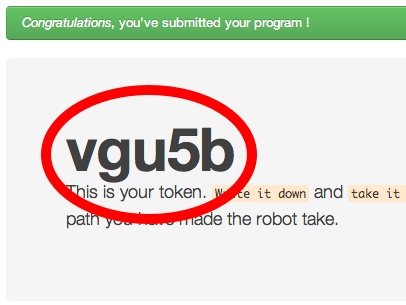 Congratulations, you've submitted your program !
vgu5b
This is your token. Write it down and take it
path you have made the robot take.